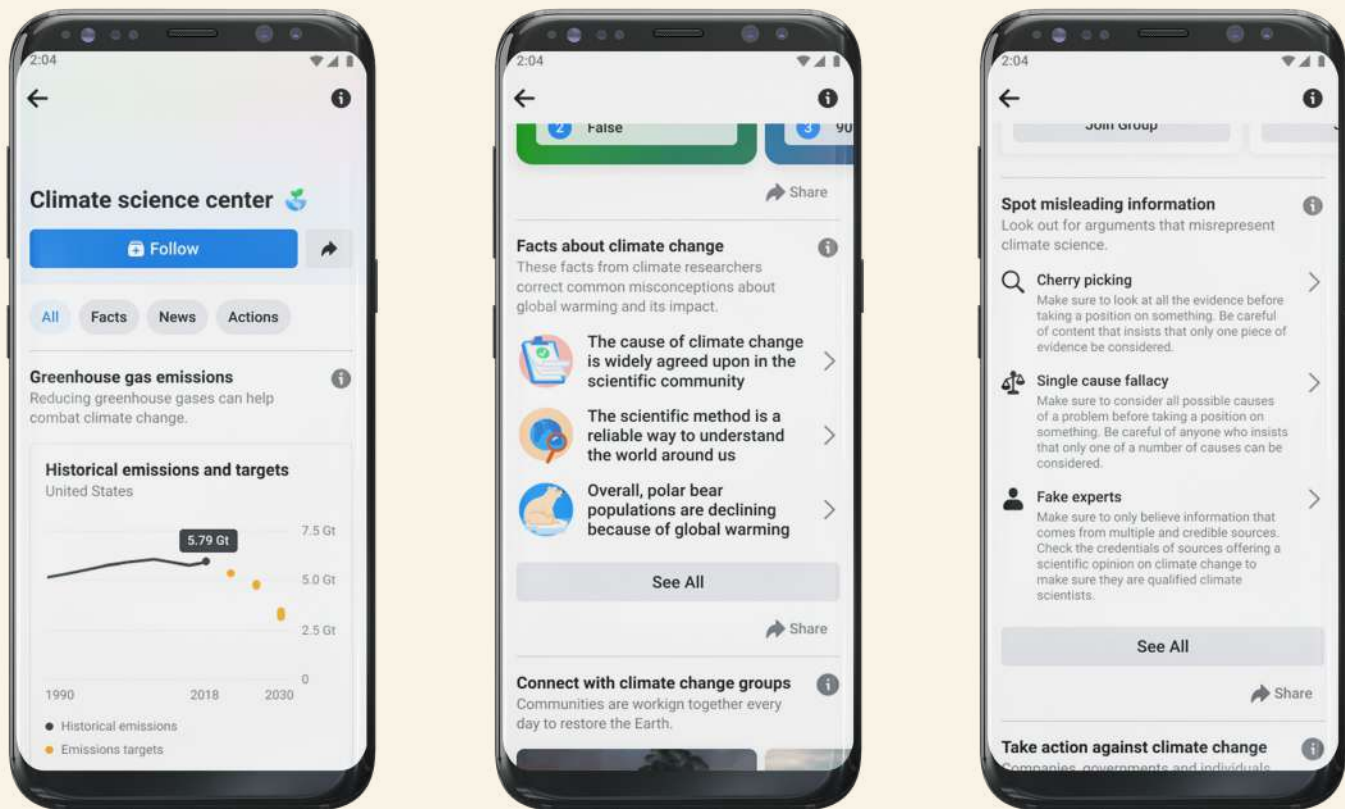 2:04
Climate science center
Follow
All Facts News Actions
Greenhouse gas emissions
Reducing greenhouse gases can help
combat climate change.
Historical emissions and targets
United States
7.5 Gt
5.79 Gt
5.0 Gt
2.5 Gt
0
1990 2018 2030
Historical emissions
Emissions targets
2:04
2 False
3 90
Share
Facts about climate change
These facts from climate researchers
correct common misconceptions about
global warming and its impact.
The cause of climate change
is widely agreed upon in the
scientific community
The scientific method is a
reliable way to understand
the world around us
Overall, polar bear
populations are declining
because of global warming
See All
Share
Connect with climate change groups
Communities are workign together every
day to restore the Earth.
2:04
Join Group
Spot misleading information
Look out for arguments that misrepresent
climate science.
Cherry picking
Make sure to look at all the evidence before
taking a position on something. Be careful
of content that insists that only one piece of
evidence be considered.
Single cause fallacy
Make sure to consider all possible causes
of a problem before taking a position on
something. Be careful of anyone who insists
that only one of a number of causes can be
considered.
Fake experts
Make sure to only believe information that
comes from multiple and credible sources.
Check the credentials of sources offering a
scientific opinion on climate change to
make sure they are qualified climate
scientists.
See All
Share
Take action against climate change
Companies, governments and individuals